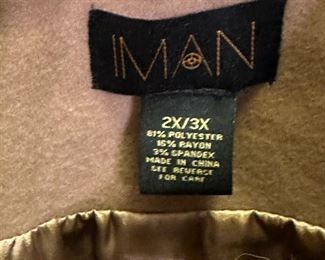 IMAN
2X/3X
81% POLYESTER
16% RAYON
3% SPANDEX
MADE IN CHINA
SEE REVERSE
FOR CARE